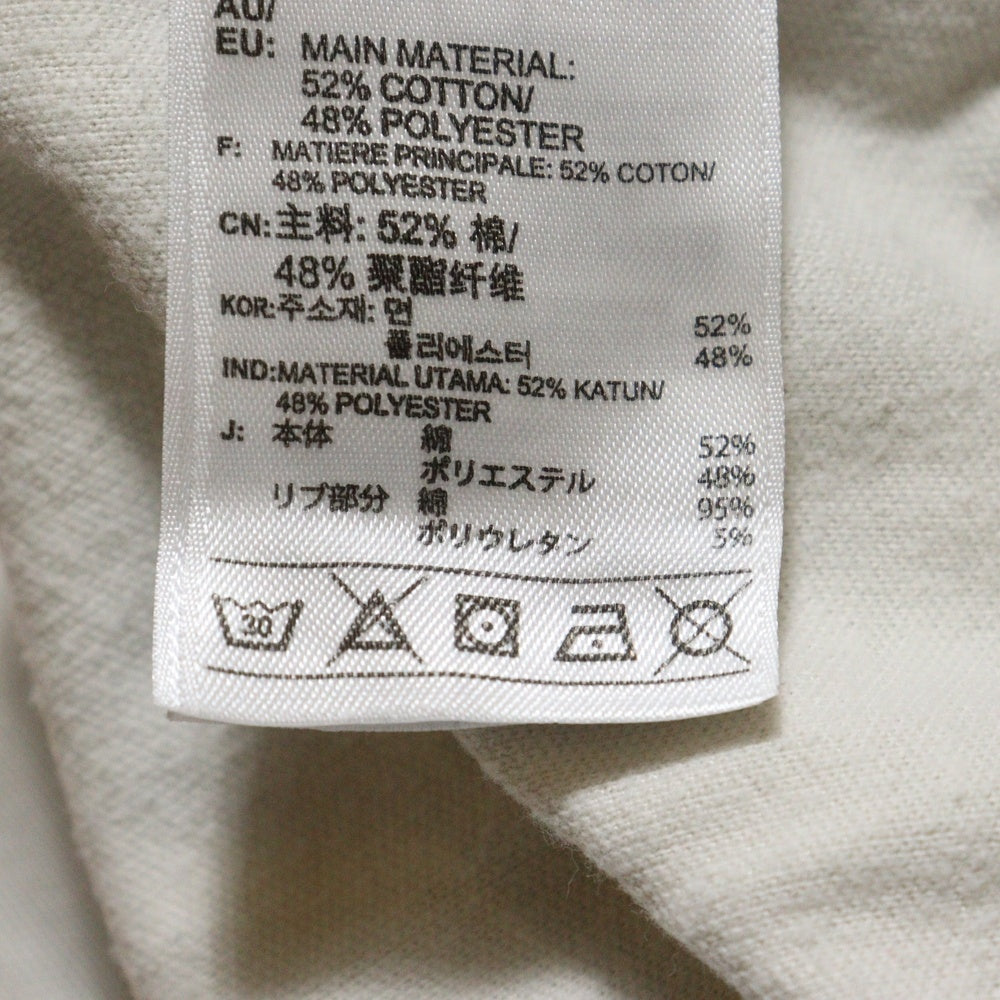 AU/
EU: MAIN MATERIAL:
52% COTTON/
48% POLYESTER
F: MATIERE PRINCIPALE: 52% COTON/
48% POLYESTER
CN: 主料: 52% 棉/
48% 聚酯纤维
KOR: 주소재: 면 52%
폴리에스터 48%
IND: MATERIAL UTAMA: 52% KATUN/
48% POLYESTER
J: 本体 綿 52%
ポリエステル 48%
リブ部分 綿 95%
ポリウレタン 5%
30